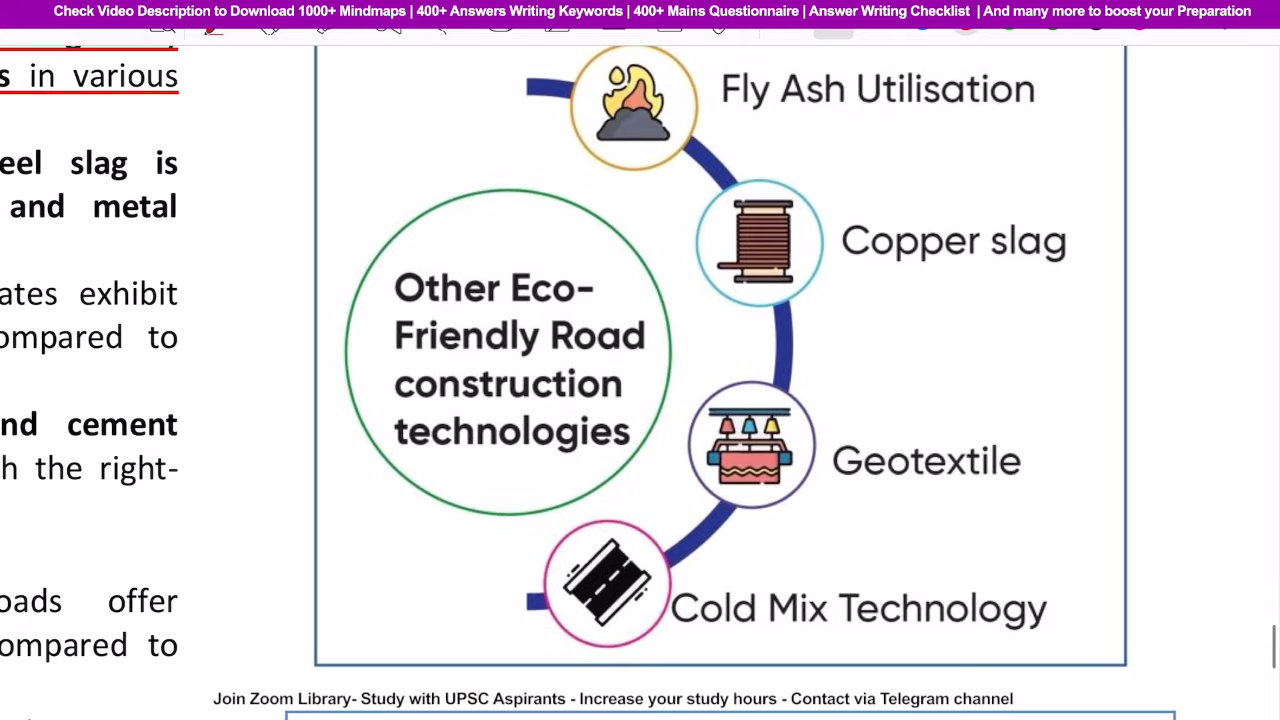 Check Video Description to Download 1000+ Mindmaps | 400+ Answers Writing Keywords | 400+ Mains Questionnaire | Answer Writing Checklist | And many more to boost your Preparation
s in various
eel slag is
and metal
ates exhibit
ompared to
nd cement
h the right-
oads offer
ompared to
Fly Ash Utilisation
Copper slag
Other Eco-
Friendly Road
construction
technologies
Geotextile
Cold Mix Technology
Join Zoom Library- Study with UPSC Aspirants - Increase your study hours - Contact via Telegram channel